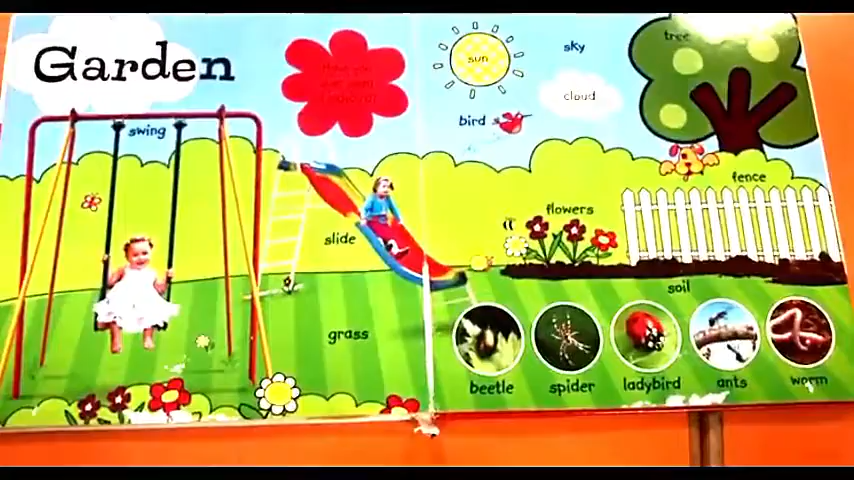 Garden
sun
sky
tree
cloud
bird
swing
fence
flowers
slide
soil
grass
beetle
spider
ladybird
ants
worm